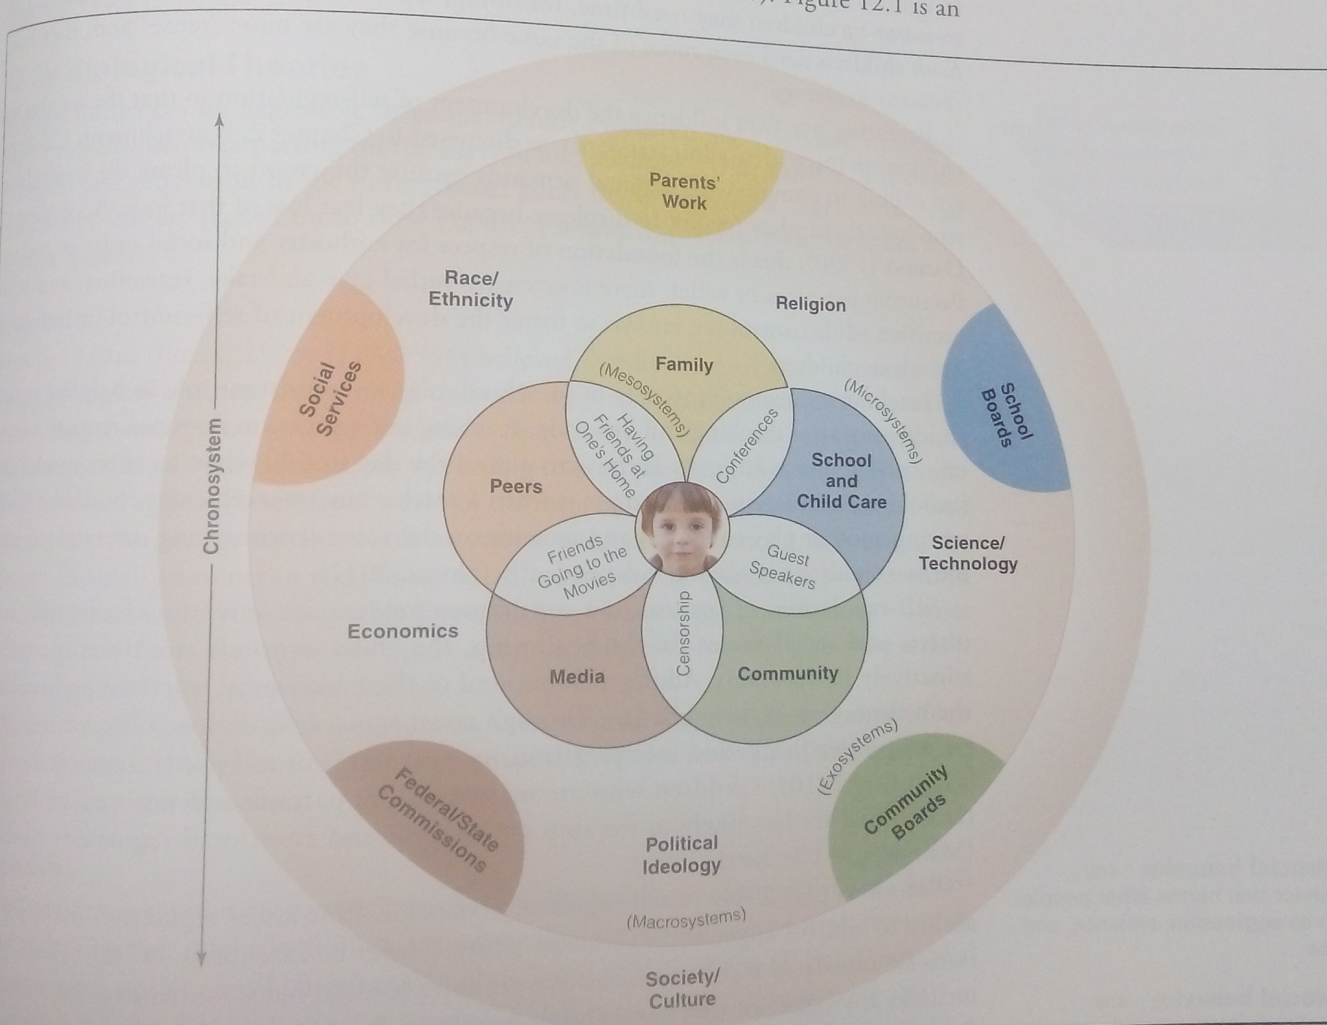 Figure 12.1 is an
Parents'
Work
Race/
Ethnicity
Religion
Social
Services
School
Boards
Family
(Mesosystems)
(Microsystems)
Having
Friends at
One's Home
Conferences
Peers
School
and
Child Care
Chronosystem
Friends
Going to the
Movies
Guest
Speakers
Science/
Technology
Economics
Censorship
Media
Community
(Exosystems)
Federal/State
Commissions
Community
Boards
Political
Ideology
(Macrosystems)
Society/
Culture